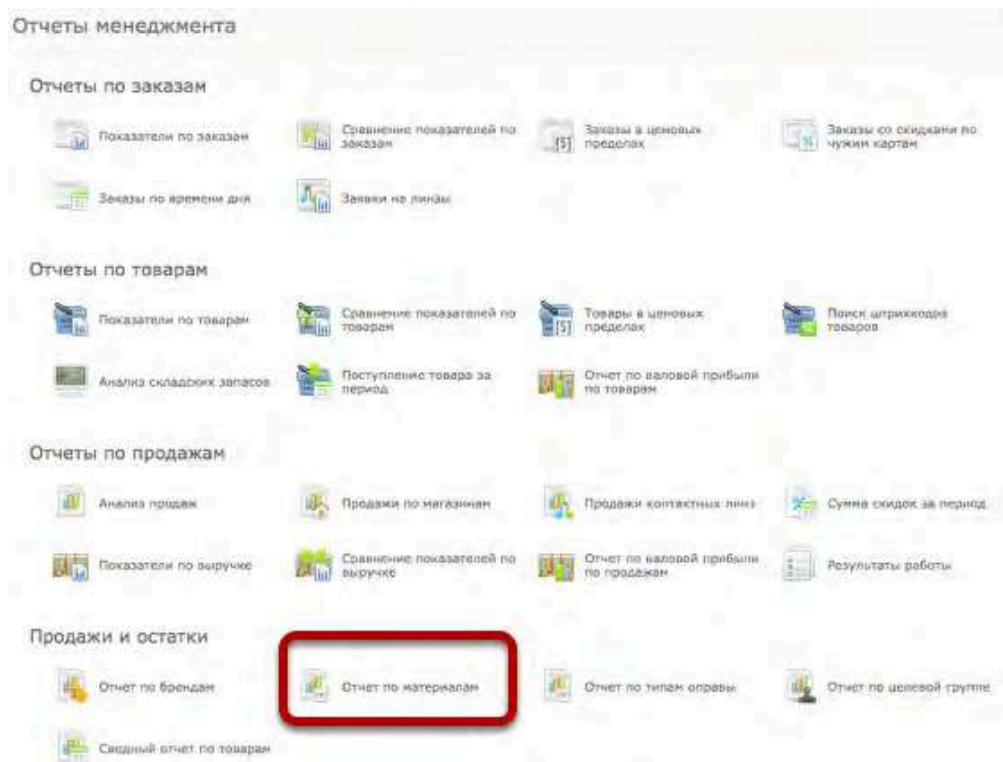 Отчеты менеджмента
Отчеты по заказам
Показатели по заказам
Сравнение показателей по
заказам
Заказы в ценовых
пределах
Заказы со скидками по
чужим картам
Заказы по времени дня
Заявки на линзы
Отчеты по товарам
Показатели по товарам
Сравнение показателей по
товарам
Товары в ценовых
пределах
Поиск штрихкодов
товаров
Анализ складских запасов
Поступление товара за
период
Отчет по валовой прибыли
по товарам
Отчеты по продажам
Анализ продаж
Продажи по магазинам
Продажи контактных линз
Сумма скидок за период
Показатели по выручке
Сравнение показателей по
выручке
Отчет по валовой прибыли
по продажам
Результаты работы
Продажи и остатки
Отчет по брендам
Отчет по материалам
Отчет по типам оправы
Отчет по целевой группе
Сводный отчет по товарам